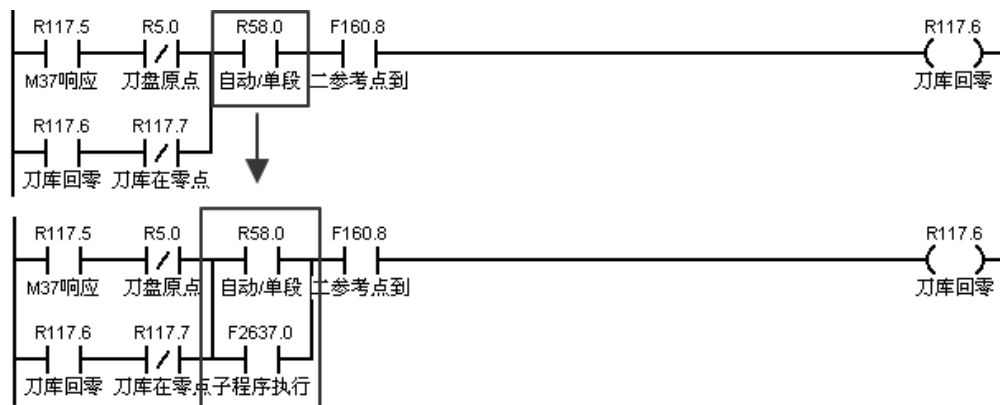 R117.5 R5.0 R58.0 F160.8 R117.6
M37响应 刀盘原点 自动/单段 二参考点到 刀库回零
R117.6 R117.7
刀库回零 刀库在零点
R117.5 R5.0 R58.0 F160.8 R117.6
M37响应 刀盘原点 自动/单段 二参考点到 刀库回零
R117.6 R117.7 F2637.0
刀库回零 刀库在零点 子程序执行